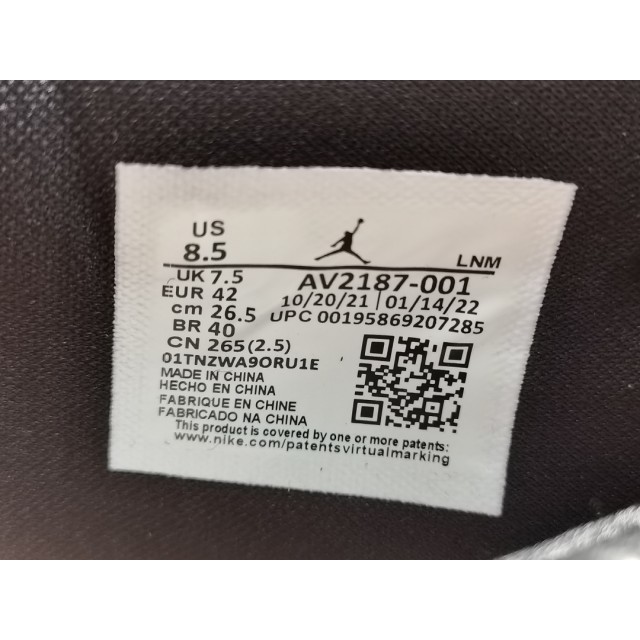 US
8.5
LNM
UK 7.5
AV2187-001
EUR 42
10/20/21 | 01/14/22
cm 26.5
UPC 00195869207285
BR 40
CN 265(2.5)
01TNZWA9ORU1E
MADE IN CHINA
HECHO EN CHINA
FABRIQUE EN CHINE
FABRICADO NA CHINA
This product is covered by one or more patents:
www.nike.com/patentsvirtualmarking